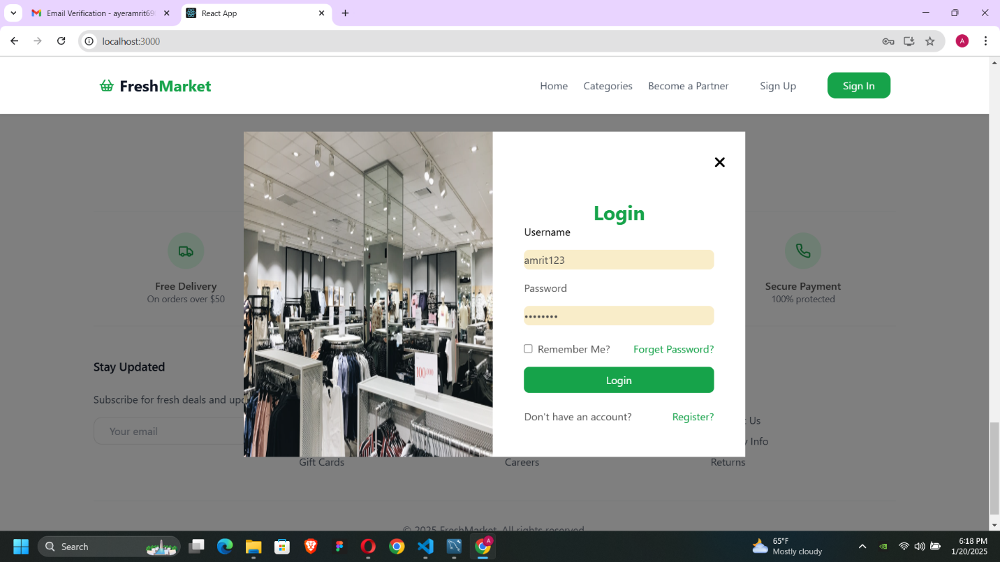 Email Verification - ayeramrit69
React App
localhost:3000
A
FreshMarket
Home
Categories
Become a Partner
Sign Up
Sign In
Login
Username
amrit123
Password
••••••••
Remember Me?
Forget Password?
Login
Don't have an account?
Register?
100.000
Free Delivery
On orders over $50
Secure Payment
100% protected
Stay Updated
Subscribe for fresh deals and upd
Your email
Gift Cards
Careers
Us
Info
Returns
© 2025 FreshMarket. All rights reserved.
Search
A
65°F
Mostly cloudy
6:18 PM
1/20/2025